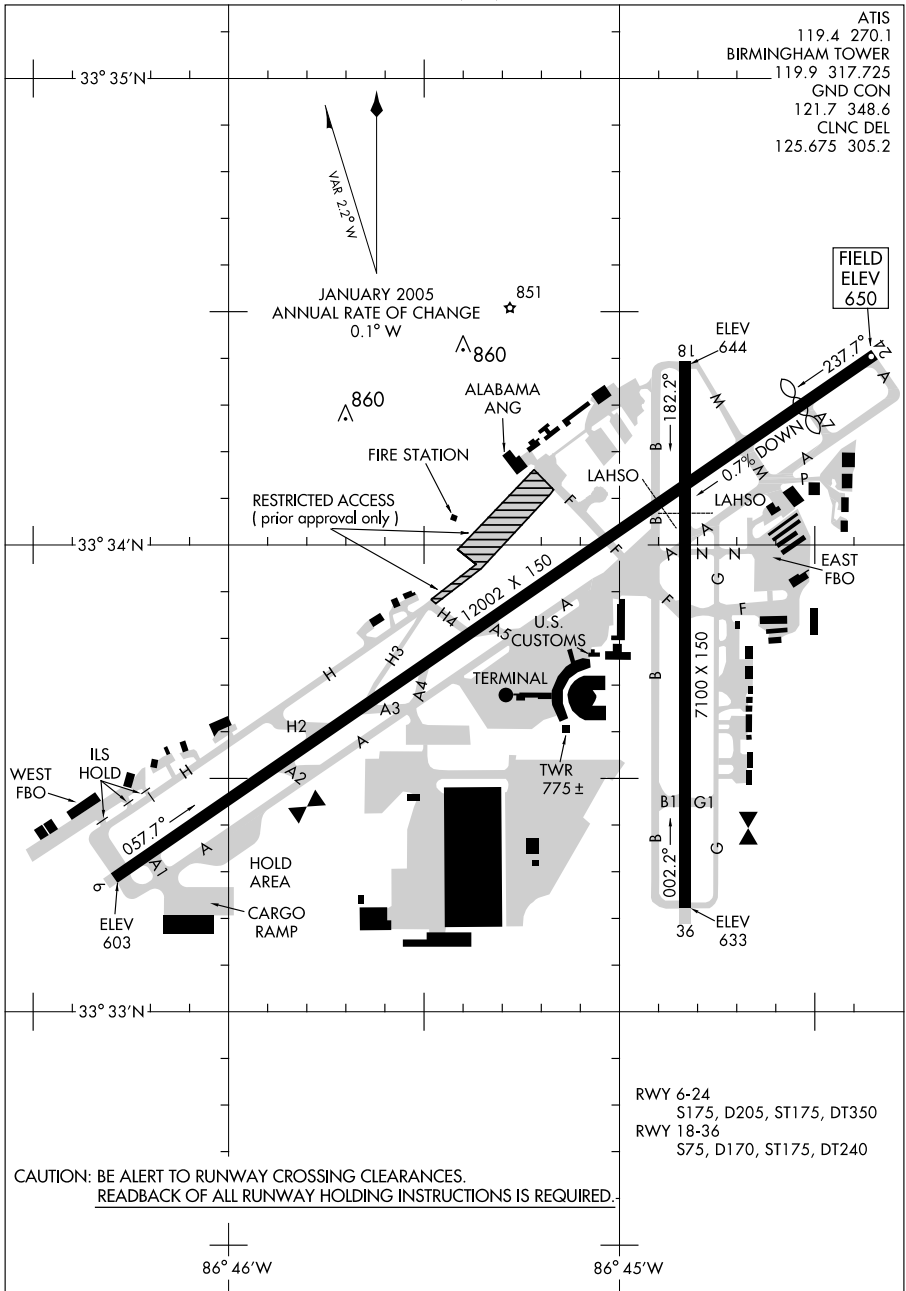 ATIS
119.4 270.1
BIRMINGHAM TOWER
119.9 317.725
GND CON
121.7 348.6
CLNC DEL
125.675 305.2
33° 35'N
VAR 2.2° W
JANUARY 2005
ANNUAL RATE OF CHANGE
0.1° W
851
860
860
FIELD
ELEV
650
ELEV
644
18
182.2°
B
M
M
237.7°
24
A
A7
0.7% DOWN
A
P
ALABAMA
ANG
FIRE STATION
RESTRICTED ACCESS
( prior approval only )
F
LAHSO
LAHSO
B
A
33° 34'N
F
A
N
N
EAST
FBO
G
F
F
12002 X 150
H4
A5
A
U.S.
CUSTOMS
7100 X 150
H
H3
A4
TERMINAL
B
A3
H2
A
A2
TWR
775 ±
WEST
FBO
ILS
HOLD
H
057.7°
A1
A
6
ELEV
603
HOLD
AREA
CARGO
RAMP
B1
G1
B
002.2°
G
36
ELEV
633
33° 33'N
RWY 6-24
S175, D205, ST175, DT350
RWY 18-36
S75, D170, ST175, DT240
CAUTION: BE ALERT TO RUNWAY CROSSING CLEARANCES.
READBACK OF ALL RUNWAY HOLDING INSTRUCTIONS IS REQUIRED.
86° 46'W
86° 45'W